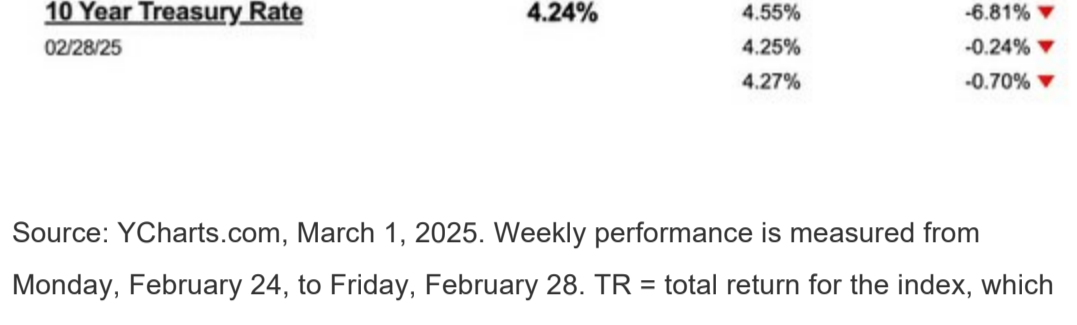 10 Year Treasury Rate 4.24% 4.55% -6.81% ▼
02/28/25 4.25% -0.24% ▼
4.27% -0.70% ▼
Source: YCharts.com, March 1, 2025. Weekly performance is measured from
Monday, February 24, to Friday, February 28. TR = total return for the index, which